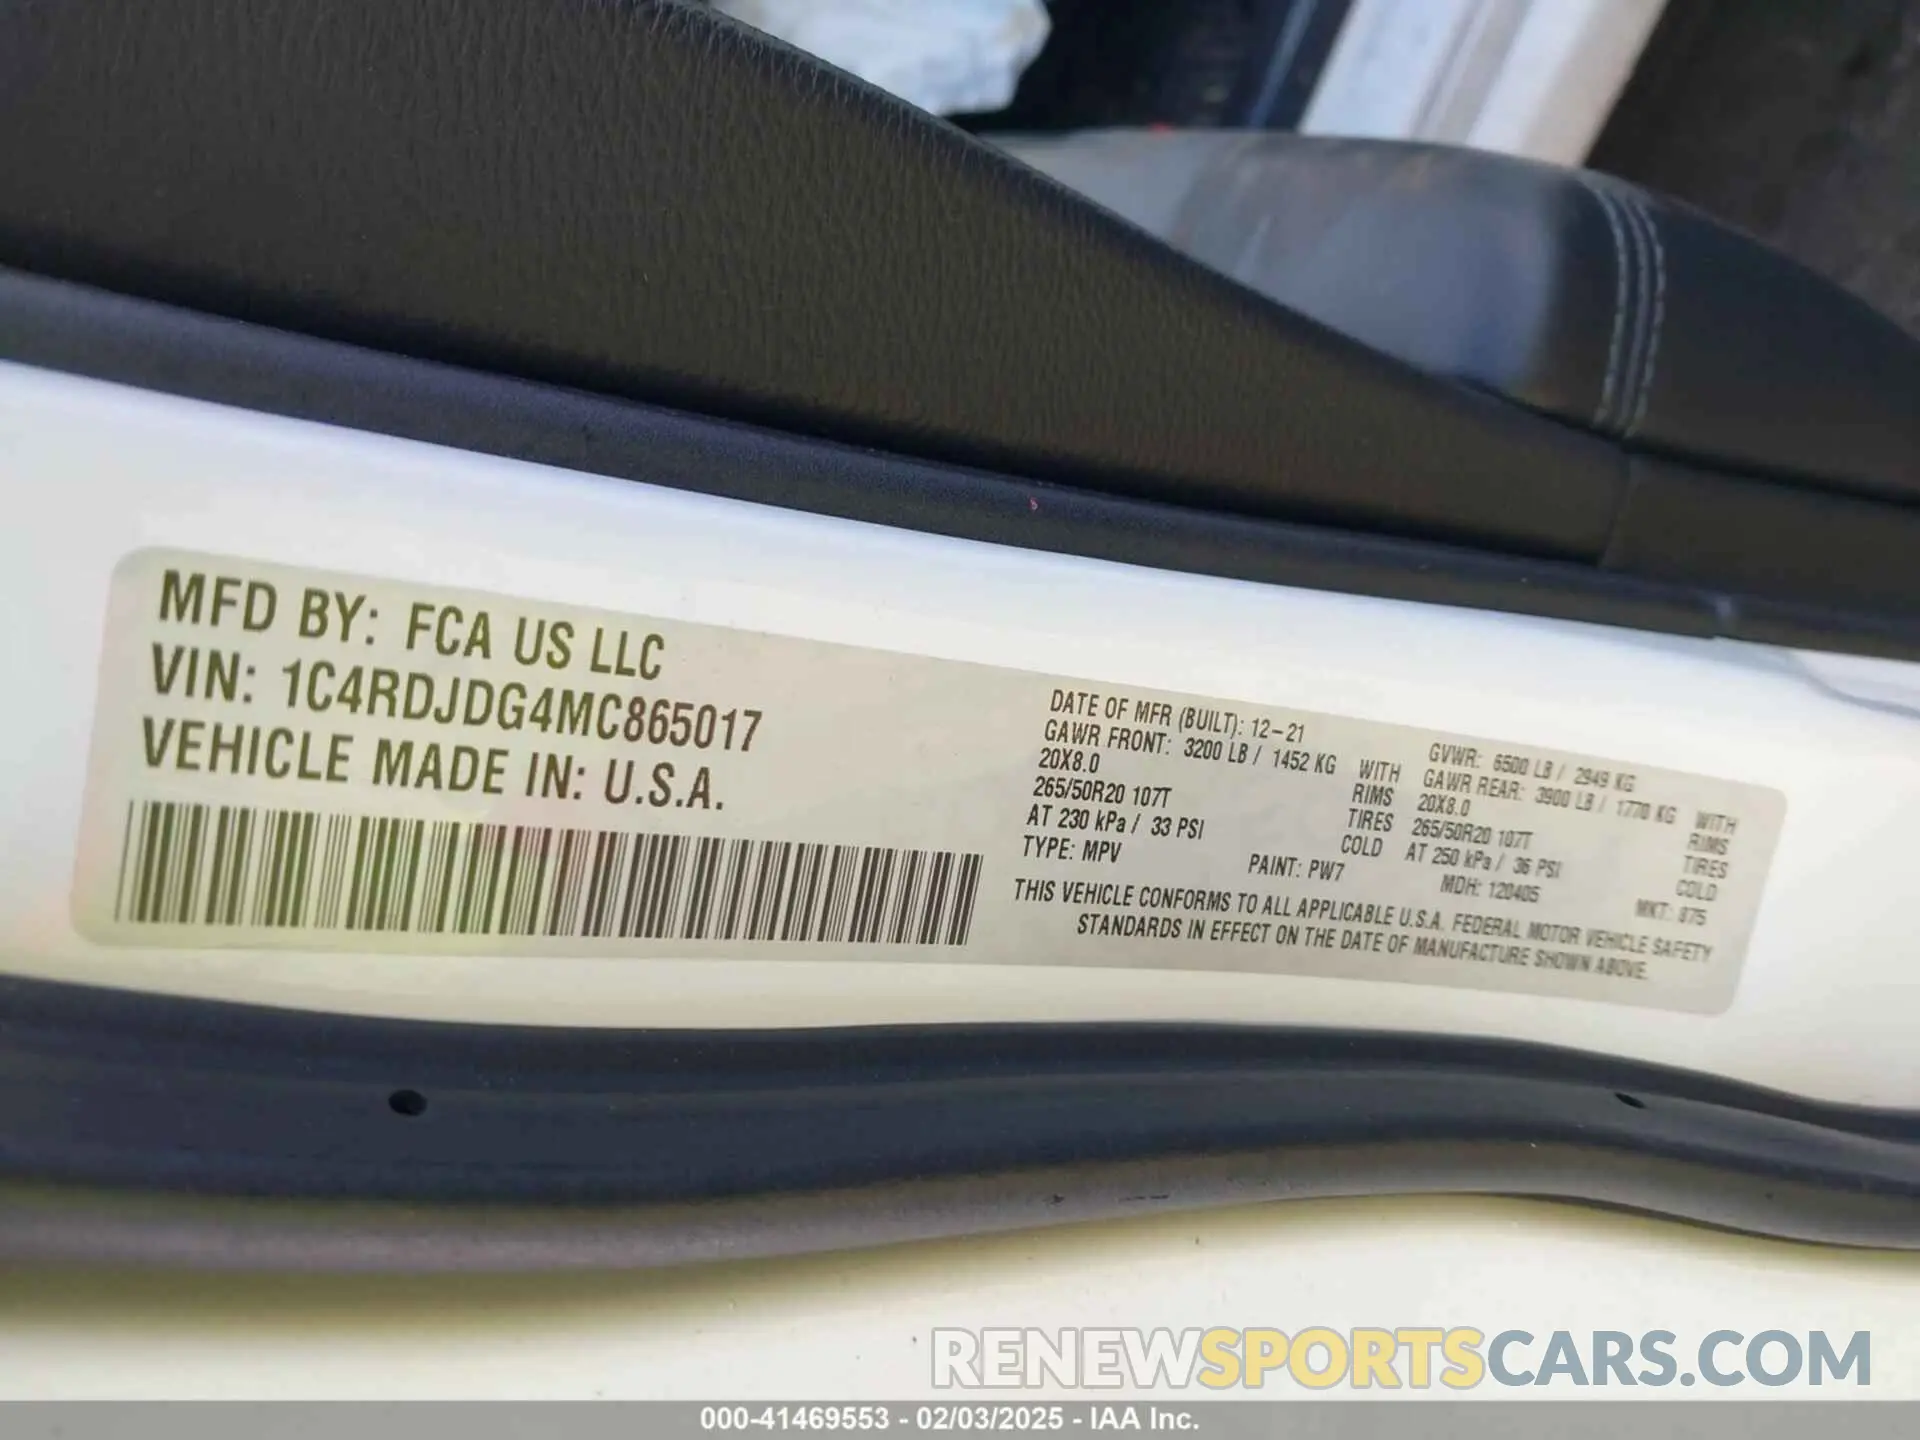 MFD BY: FCA US LLC
VIN: 1C4RDJDG4MC865017
VEHICLE MADE IN: U.S.A.
DATE OF MFR (BUILT): 12-21 GVWR: 6500 LB / 2949 KG
GAWR FRONT: 3200 LB / 1452 KG WITH GAWR REAR: 3900 LB / 1770 KG WITH
20X8.0 RIMS 20X8.0 RIMS
265/50R20 107T TIRES 265/50R20 107T TIRES
AT 230 kPa / 33 PSI COLD AT 250 kPa / 36 PSI COLD
TYPE: MPV PAINT: PW7 MDH: 120405 MKT: 875
THIS VEHICLE CONFORMS TO ALL APPLICABLE U.S.A. FEDERAL MOTOR VEHICLE SAFETY
STANDARDS IN EFFECT ON THE DATE OF MANUFACTURE SHOWN ABOVE.
RENEWSPORTSCARS.COM
000-41469553 - 02/03/2025 - IAA Inc.